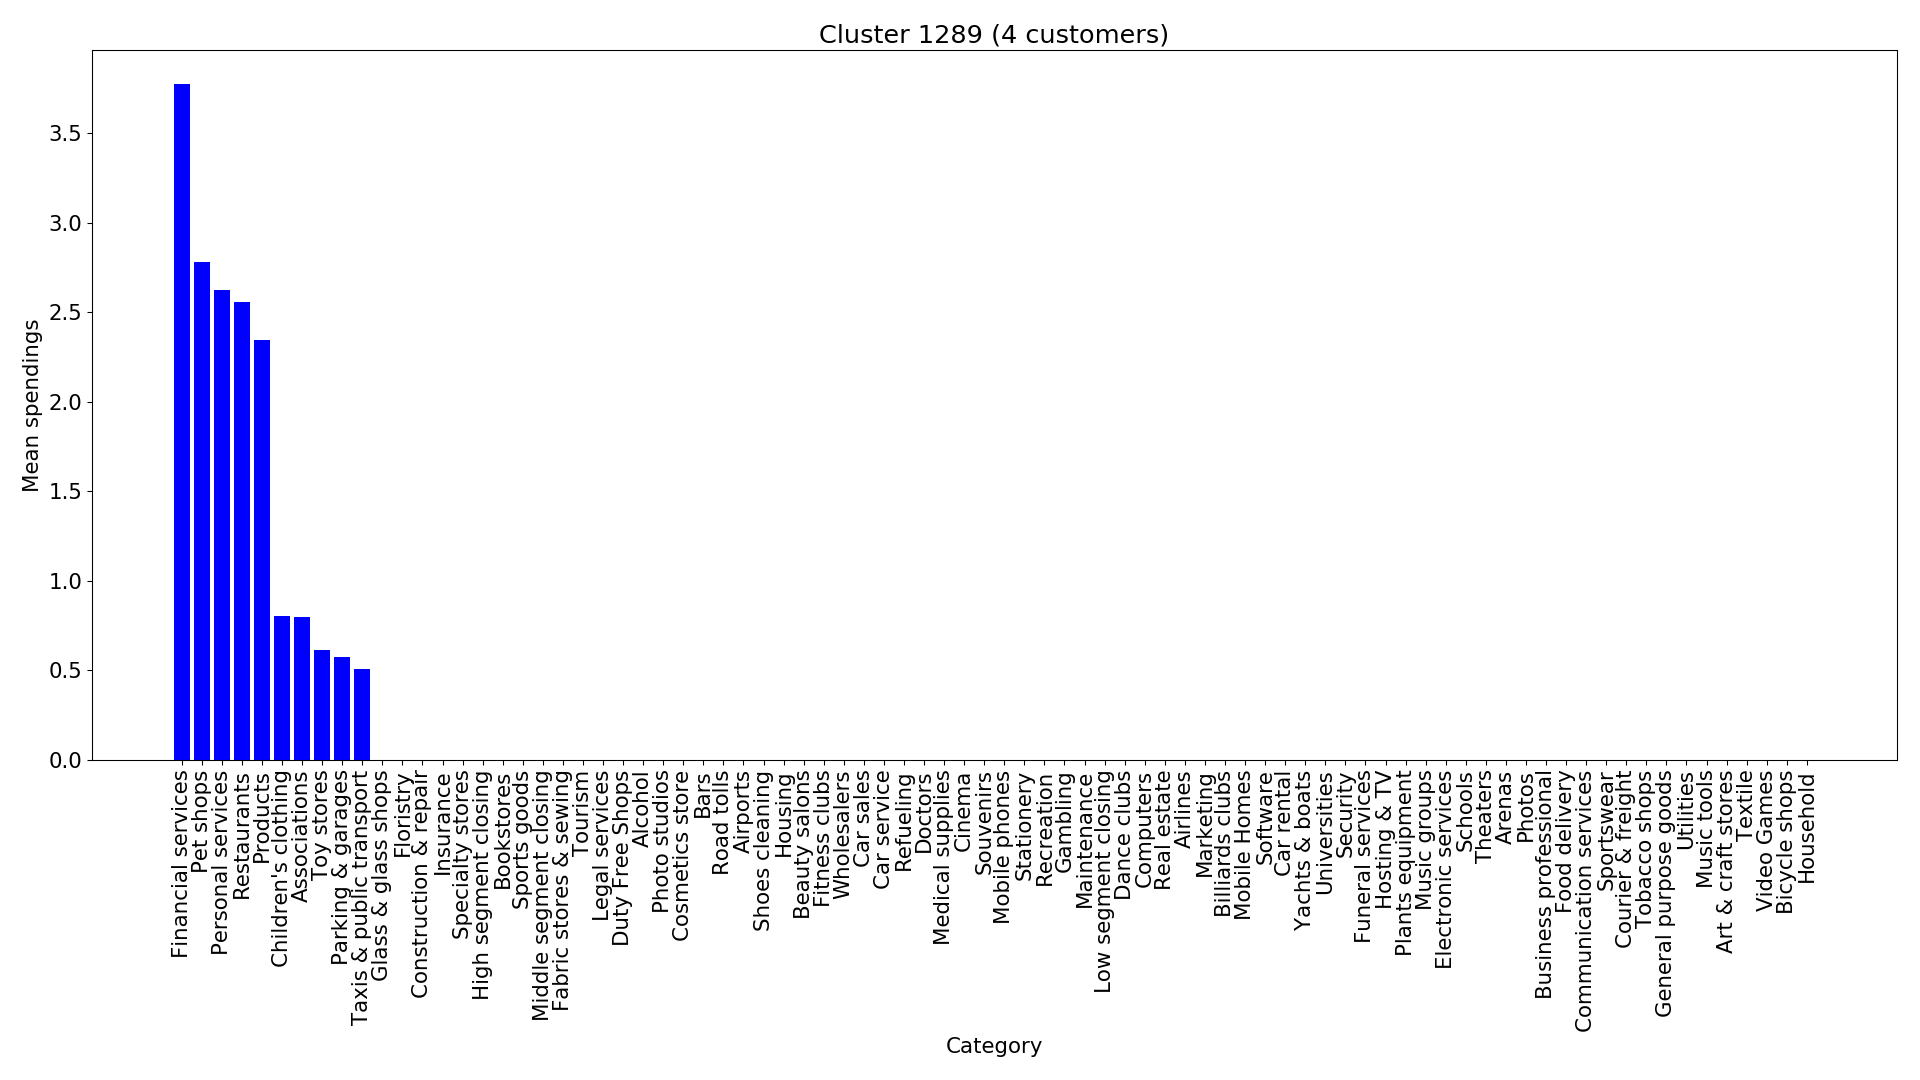 Cluster 1289 (4 customers)
Mean spendings
3.5
3.0
2.5
2.0
1.5
1.0
0.5
0.0
Financial services
Pet shops
Personal services
Restaurants
Products
Children's clothing
Associations
Toy stores
Parking & garages
Taxis & public transport
Glass & glass shops
Floristry
Construction & repair
Insurance
Specialty stores
High segment closing
Bookstores
Sports goods
Middle segment closing
Fabric stores & sewing
Tourism
Legal services
Duty Free Shops
Alcohol
Photo studios
Cosmetics store
Bars
Road tolls
Airports
Shoes cleaning
Housing
Beauty salons
Fitness clubs
Wholesalers
Car sales
Car service
Refueling
Doctors
Medical supplies
Cinema
Souvenirs
Mobile phones
Stationery
Recreation
Gambling
Maintenance
Low segment closing
Dance clubs
Computers
Real estate
Airlines
Marketing
Billiards clubs
Mobile Homes
Software
Car rental
Yachts & boats
Universities
Security
Funeral services
Hosting & TV
Plants equipment
Music groups
Electronic services
Schools
Theaters
Arenas
Photos
Business professional
Food delivery
Communication services
Sportswear
Courier & freight
Tobacco shops
General purpose goods
Utilities
Music tools
Art & craft stores
Textile
Video Games
Bicycle shops
Household
Category